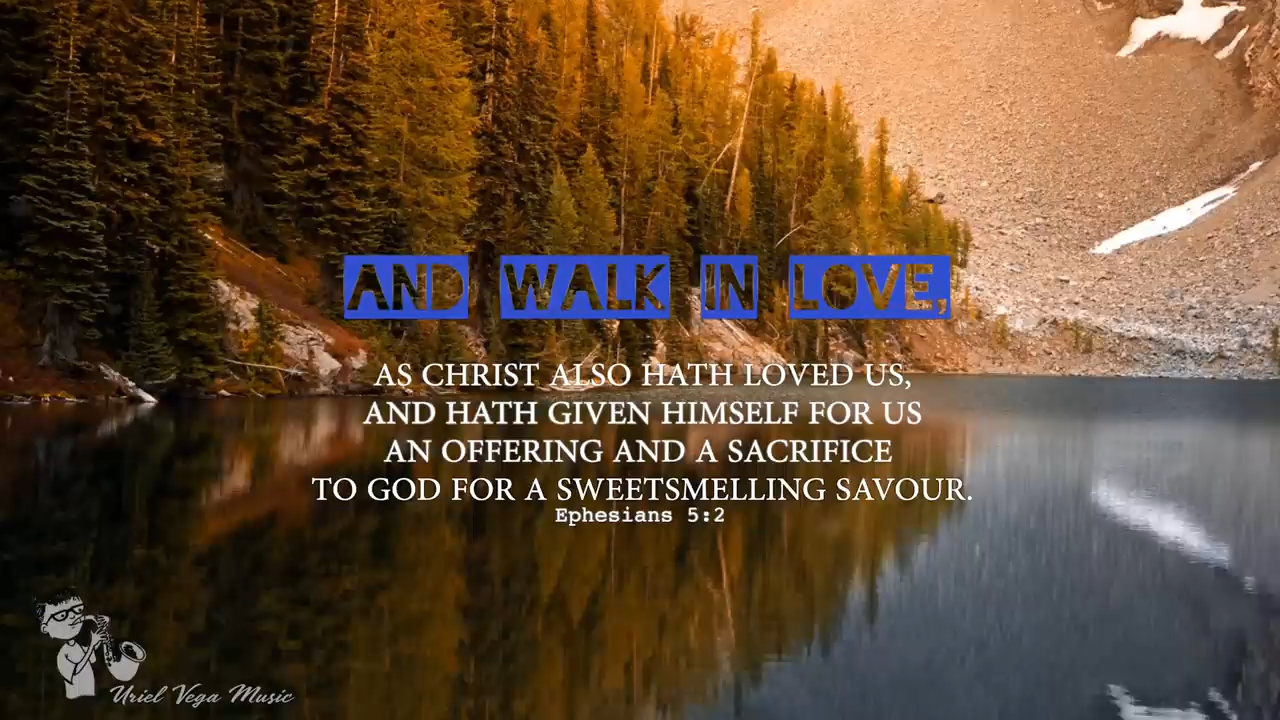 AND WALK IN LOVE,
AS CHRIST ALSO HATH LOVED US,
AND HATH GIVEN HIMSELF FOR US
AN OFFERING AND A SACRIFICE
TO GOD FOR A SWEETSMELLING SAVOUR.
Ephesians 5:2
Uriel Vega Music